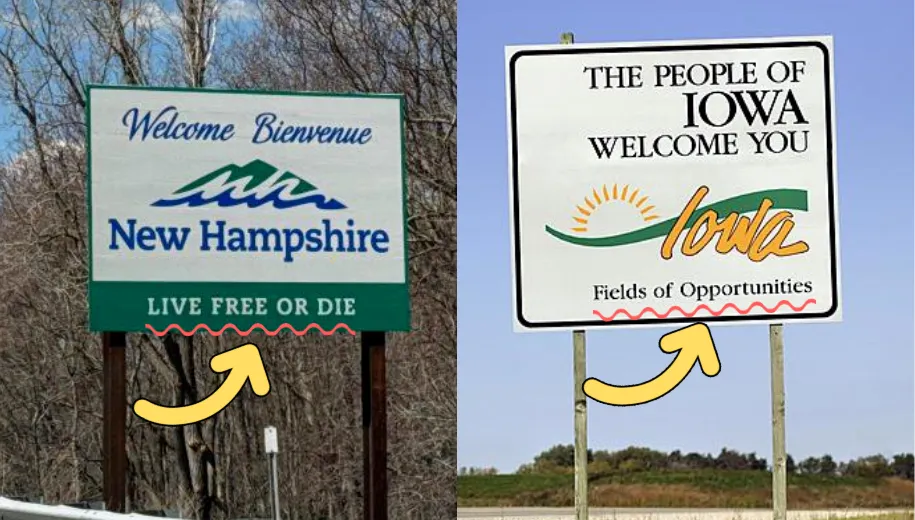 Welcome Bienvenue
New Hampshire
LIVE FREE OR DIE
THE PEOPLE OF
IOWA
WELCOME YOU
Iowa
Fields of Opportunities